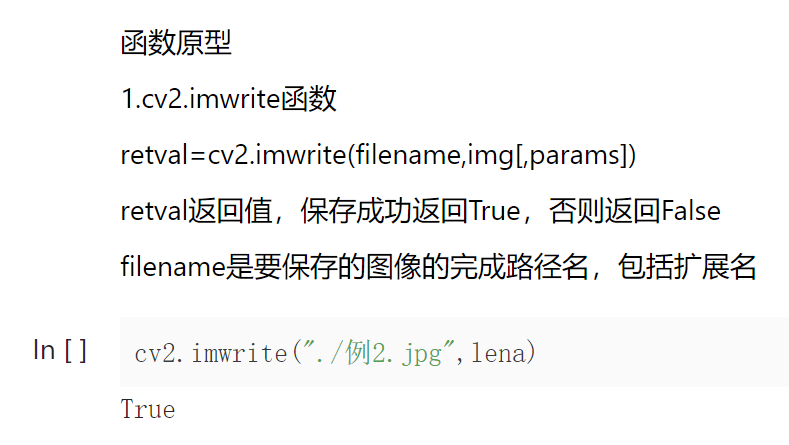 函数原型
1.cv2.imwrite函数
retval=cv2.imwrite(filename,img[,params])
retval返回值，保存成功返回True，否则返回False
filename是要保存的图像的完成路径名，包括扩展名
In [ ] cv2.imwrite("./例2.jpg",lena)
True